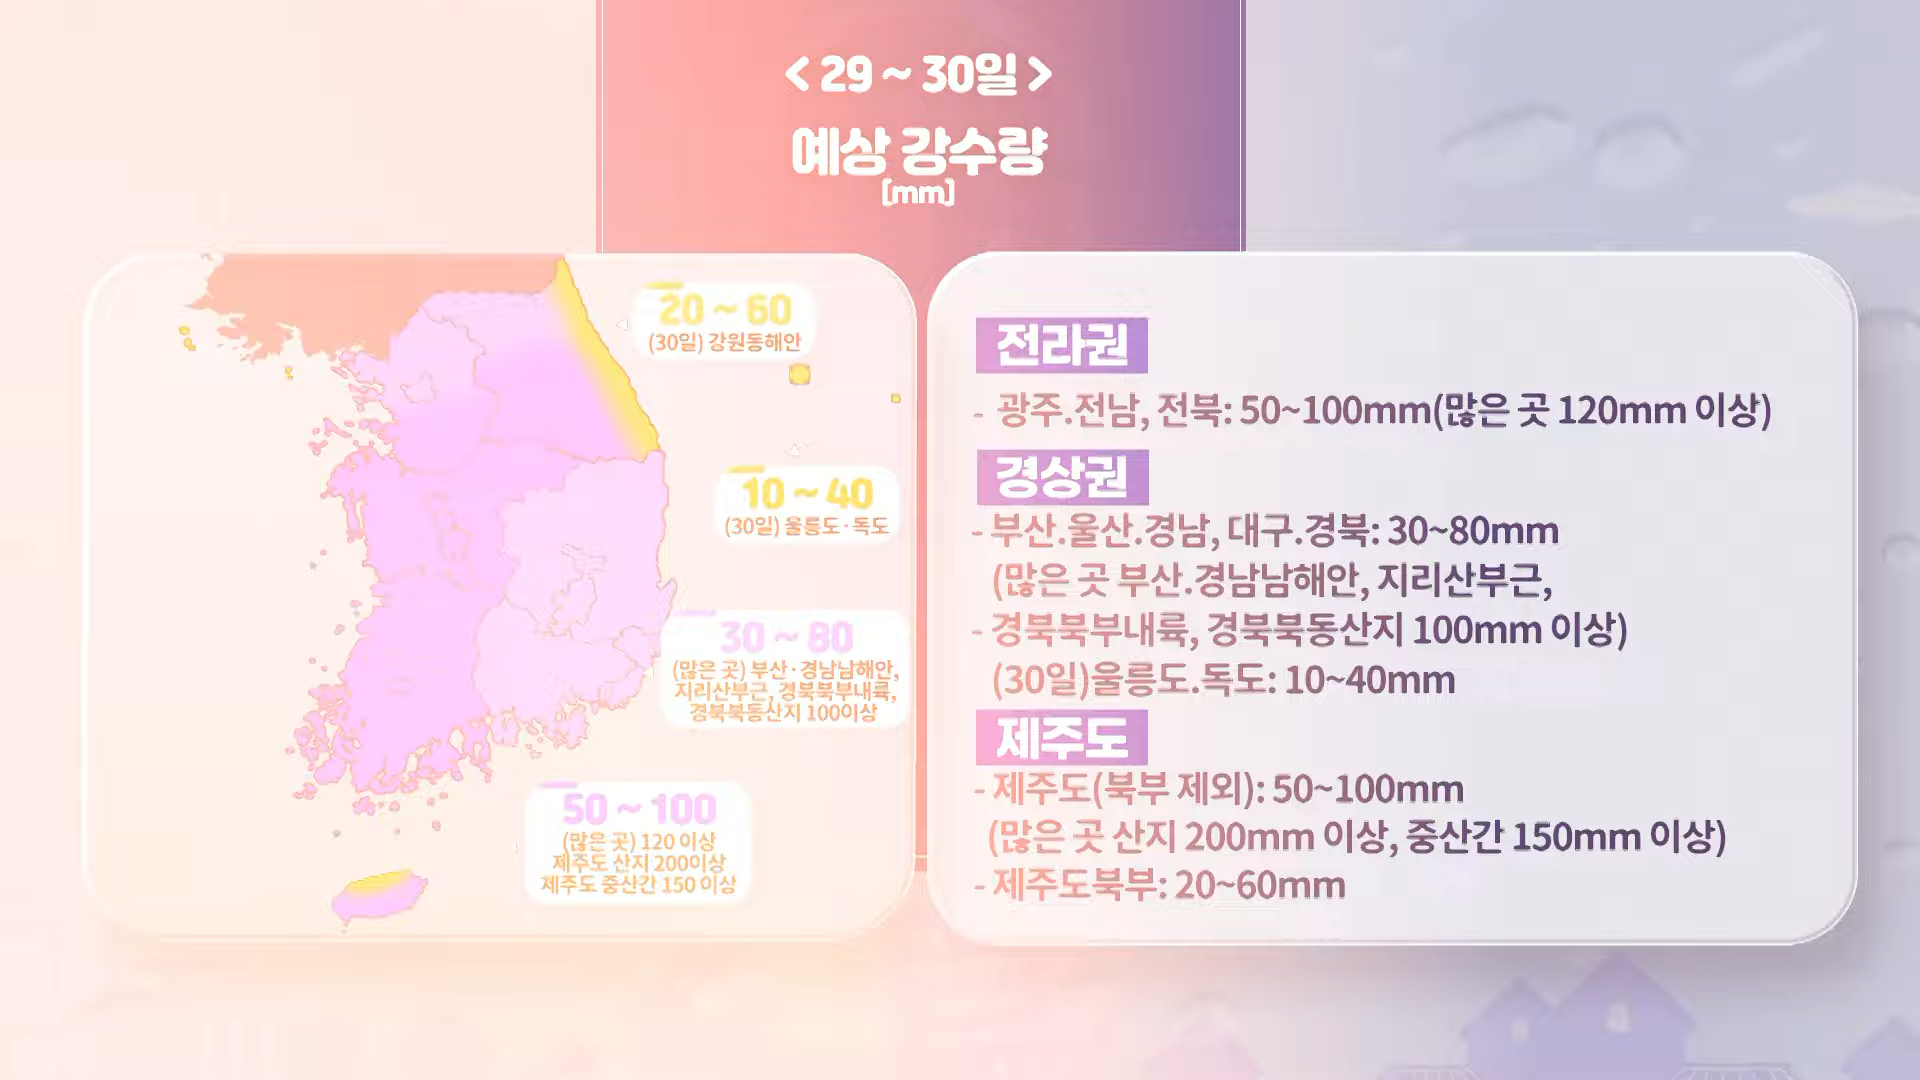 < 29 ~ 30일 >
예상 강수량
[mm]
20 ~ 60
(30일) 강원동해안
10 ~ 40
(30일) 울릉도·독도
30 ~ 80
(많은 곳) 부산·경남남해안,
지리산부근, 경북북부내륙,
경북북동산지 100이상
50 ~ 100
(많은 곳) 120 이상
제주도 산지 200이상
제주도 중산간 150 이상
전라권
- 광주.전남, 전북: 50~100mm(많은 곳 120mm 이상)
경상권
- 부산.울산.경남, 대구.경북: 30~80mm
(많은 곳 부산.경남남해안, 지리산부근,
- 경북북부내륙, 경북북동산지 100mm 이상)
(30일)울릉도.독도: 10~40mm
제주도
- 제주도(북부 제외): 50~100mm
(많은 곳 산지 200mm 이상, 중산간 150mm 이상)
- 제주도북부: 20~60mm